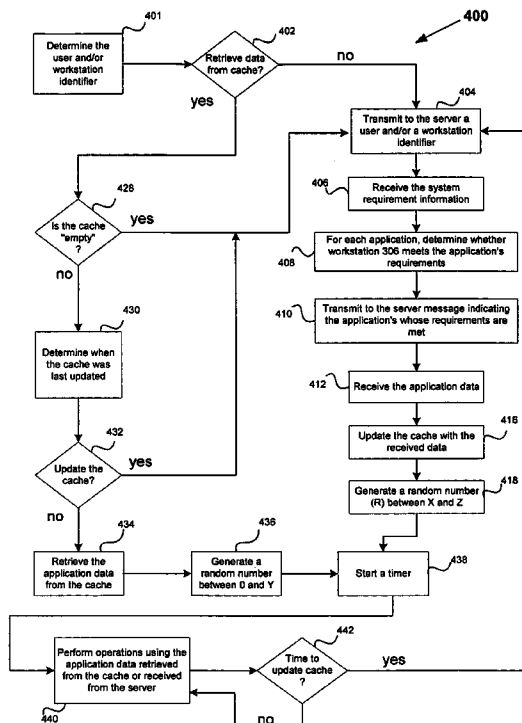 400
401
Determine the
user and/or
workstation
identifier
402
Retrieve data
from cache?
no
yes
404
Transmit to the server a
user and/or a workstation
identifier
406
Receive the system
requirement information
428
Is the cache
"empty"
?
yes
no
408
For each application, determine whether
workstation 306 meets the application's
requirements
410
Transmit to the server message indicating
the application's whose requirements are
met
430
Determine when
the cache was
last updated
412
Receive the application data
416
Update the cache with the
received data
432
Update the
cache?
yes
no
418
Generate a random number
(R) between X and Z
434
Retrieve the
application data
from the cache
436
Generate a
random number
between 0 and Y
438
Start a timer
440
Perform operations using the
application data retrieved
from the cache or received
from the server
442
Time to
update cache
?
yes
no